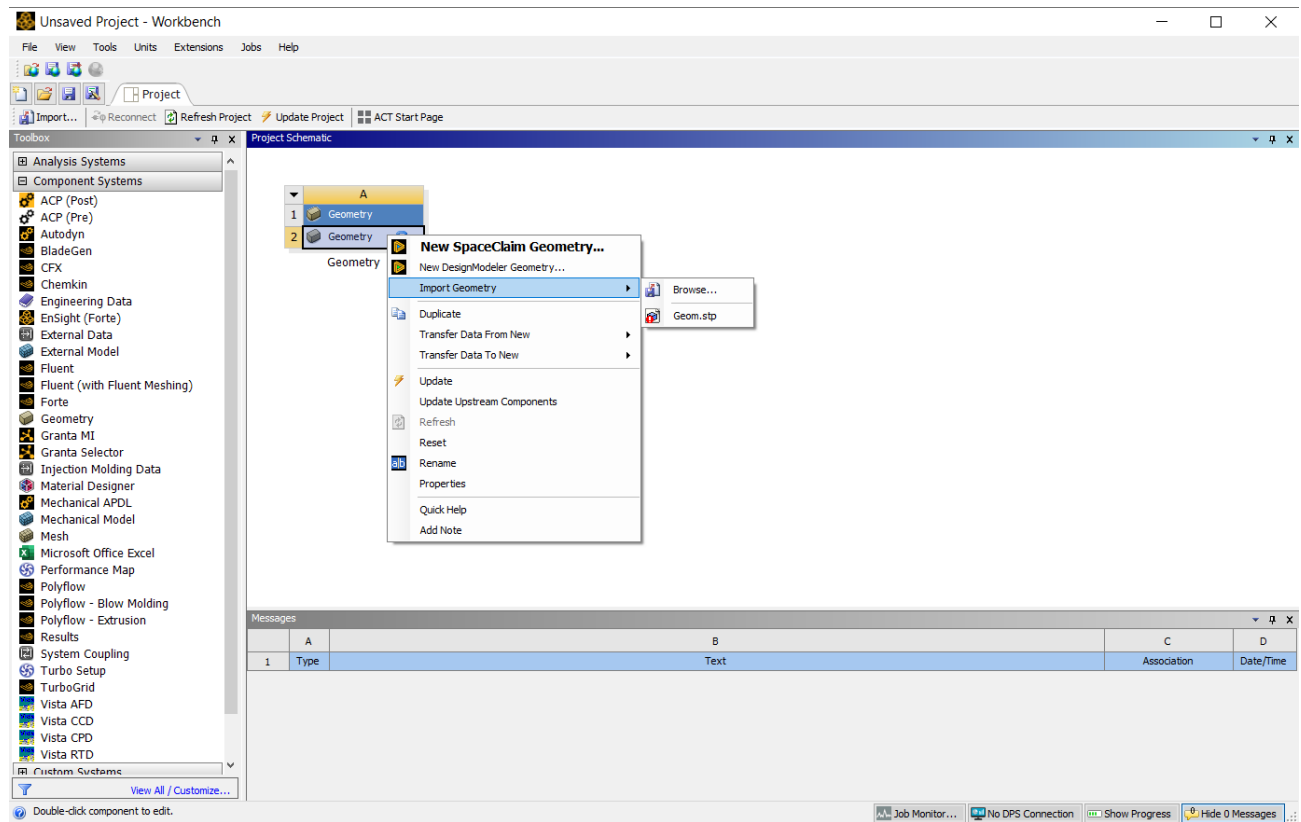 Unsaved Project - Workbench
File View Tools Units Extensions Jobs Help
Project
Import... Reconnect Refresh Project Update Project ACT Start Page
Toolbox
Project Schematic
Analysis Systems
Component Systems
ACP (Post)
ACP (Pre)
Autodyn
BladeGen
CFX
Chemkin
Engineering Data
EnSight (Forte)
External Data
External Model
Fluent
Fluent (with Fluent Meshing)
Forte
Geometry
Granta MI
Granta Selector
Injection Molding Data
Material Designer
Mechanical APDL
Mechanical Model
Mesh
Microsoft Office Excel
Performance Map
Polyflow
Polyflow - Blow Molding
Polyflow - Extrusion
Results
System Coupling
Turbo Setup
TurboGrid
Vista AFD
Vista CCD
Vista CPD
Vista RTD
Custom Systems
View All / Customize...
A
1 Geometry
2 Geometry
Geometry
New SpaceClaim Geometry...
New DesignModeler Geometry...
Import Geometry
Duplicate
Transfer Data From New
Transfer Data To New
Update
Update Upstream Components
Refresh
Reset
Rename
Properties
Quick Help
Add Note
Browse...
Geom.stp
Messages
A B C D
1 Type Text Association Date/Time
Double-click component to edit.
Job Monitor... No DPS Connection Show Progress Hide 0 Messages